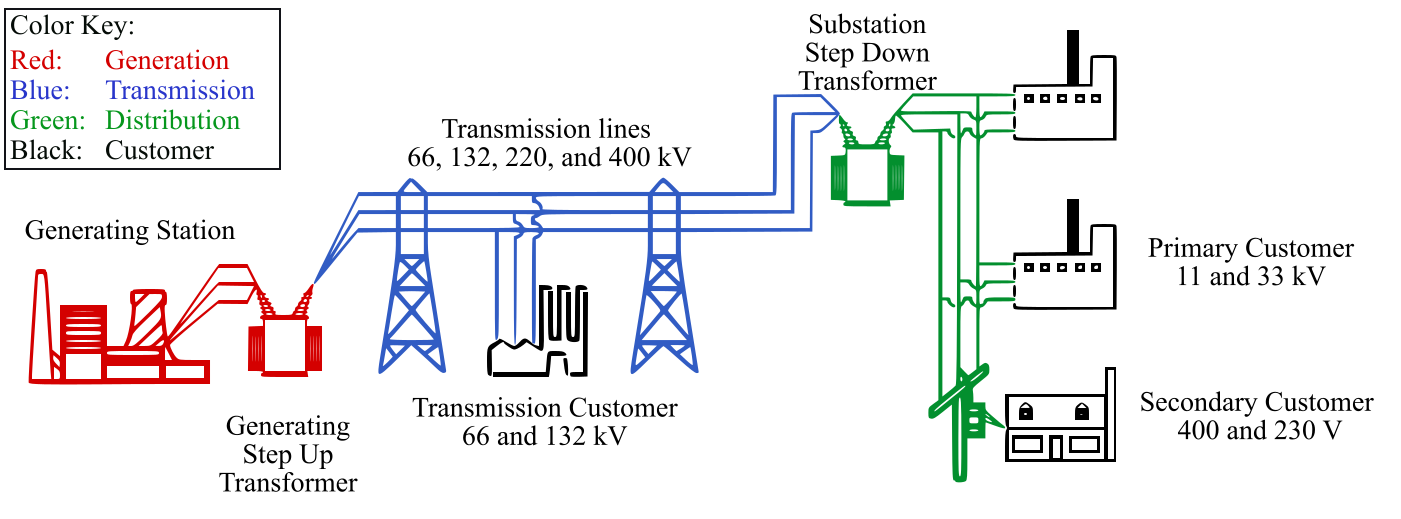 Color Key:
Red: Generation
Blue: Transmission
Green: Distribution
Black: Customer
Substation
Step Down
Transformer
Transmission lines
66, 132, 220, and 400 kV
Generating Station
Primary Customer
11 and 33 kV
Generating
Step Up
Transformer
Transmission Customer
66 and 132 kV
Secondary Customer
400 and 230 V